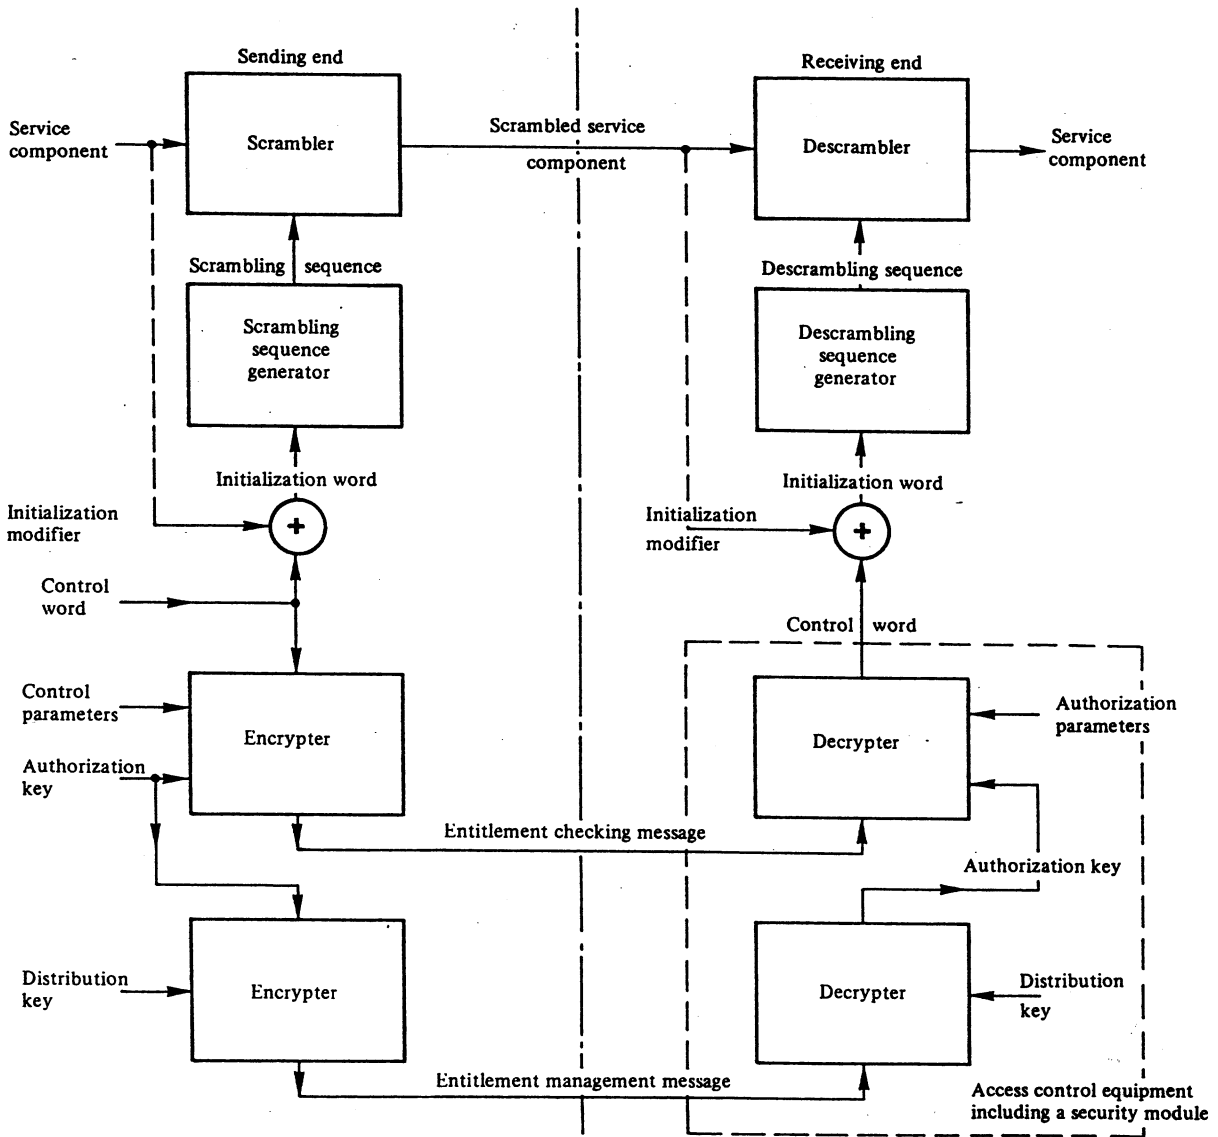 Sending end
Receiving end
Service
component
Scrambler
Scrambled service
component
Descrambler
Service
component
Scrambling sequence
Descrambling sequence
Scrambling
sequence
generator
Descrambling
sequence
generator
Initialization word
Initialization word
Initialization
modifier
+
Initialization
modifier
+
Control
word
Control word
Control
parameters
Encrypter
Authorization
key
Decrypter
Authorization
parameters
Entitlement checking message
Authorization key
Distribution
key
Encrypter
Decrypter
Distribution
key
Entitlement management message
Access control equipment
including a security module